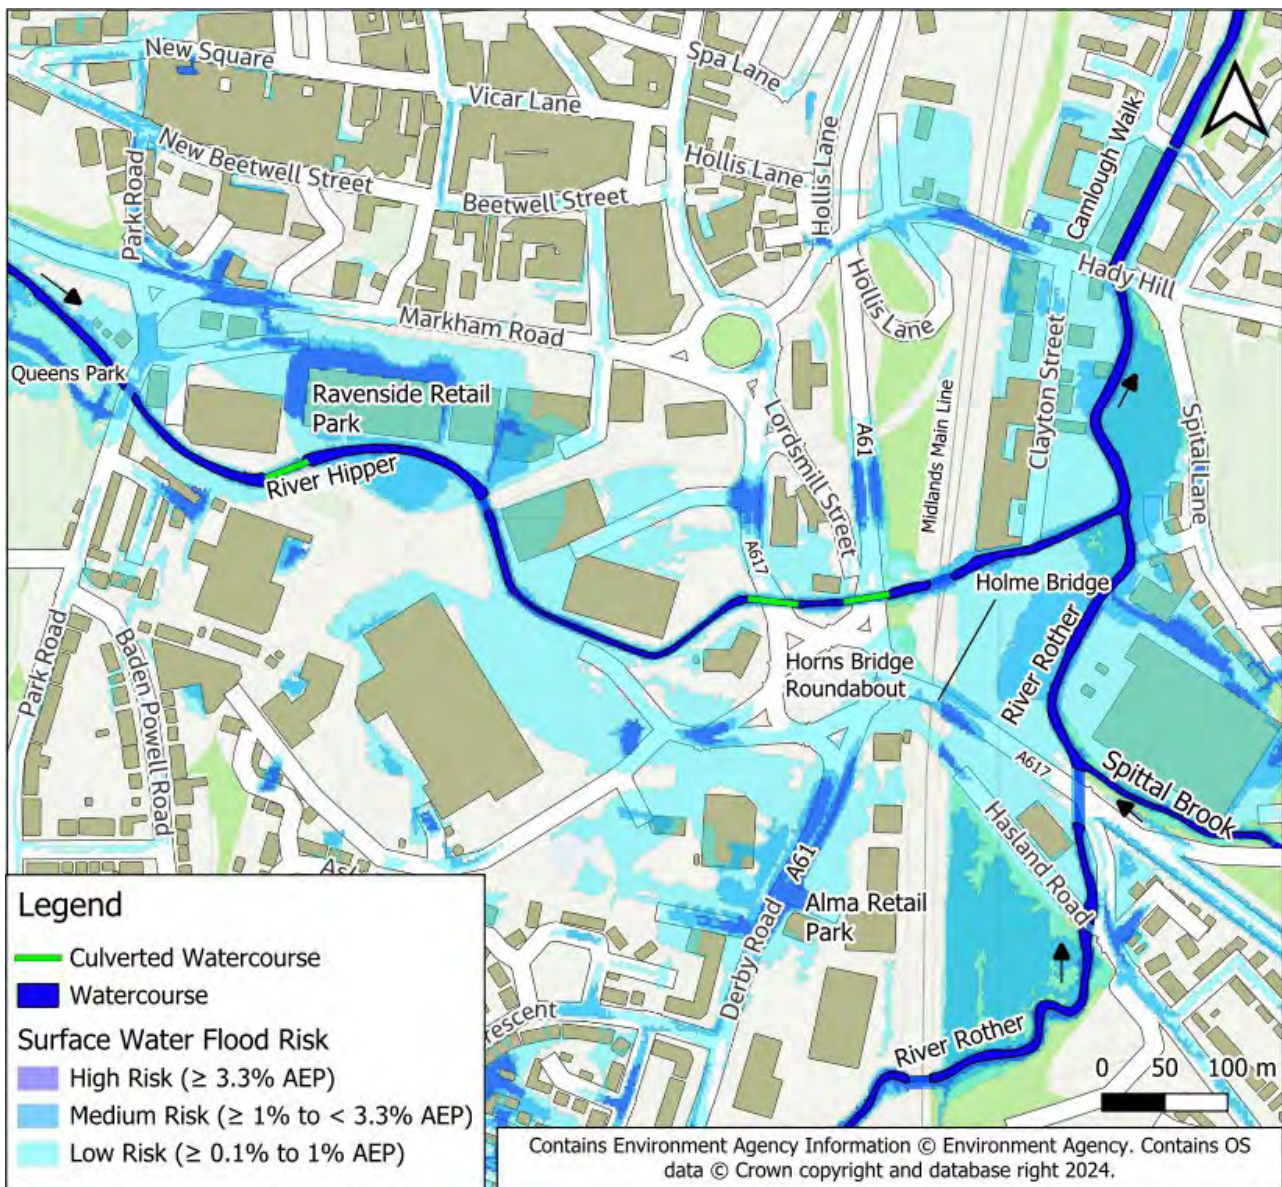 New Square
Spa Lane
Vicar Lane
Camlough Walk
Hollis Lane
Hollis Lane
New Beetwell Street
Beetwell Street
Park Road
Hady Hill
Hollis Lane
Markham Road
Queens Park
Ravenside Retail
Park
Midlands Main Line
Clayton Street
Lordsmill Street
A61
Spital Lane
River Hipper
A617
Holme Bridge
Horns Bridge
Roundabout
River Rother
Park Road
Baden Powell Road
A617
Spittal Brook
Hasland Road
A61
Alma Retail
Park
Derby Road
rescent
River Rother
Legend
Culverted Watercourse
Watercourse
Surface Water Flood Risk
High Risk (≥ 3.3% AEP)
Medium Risk (≥ 1% to < 3.3% AEP)
Low Risk (≥ 0.1% to 1% AEP)
0 50 100 m
Contains Environment Agency Information © Environment Agency. Contains OS
data © Crown copyright and database right 2024.